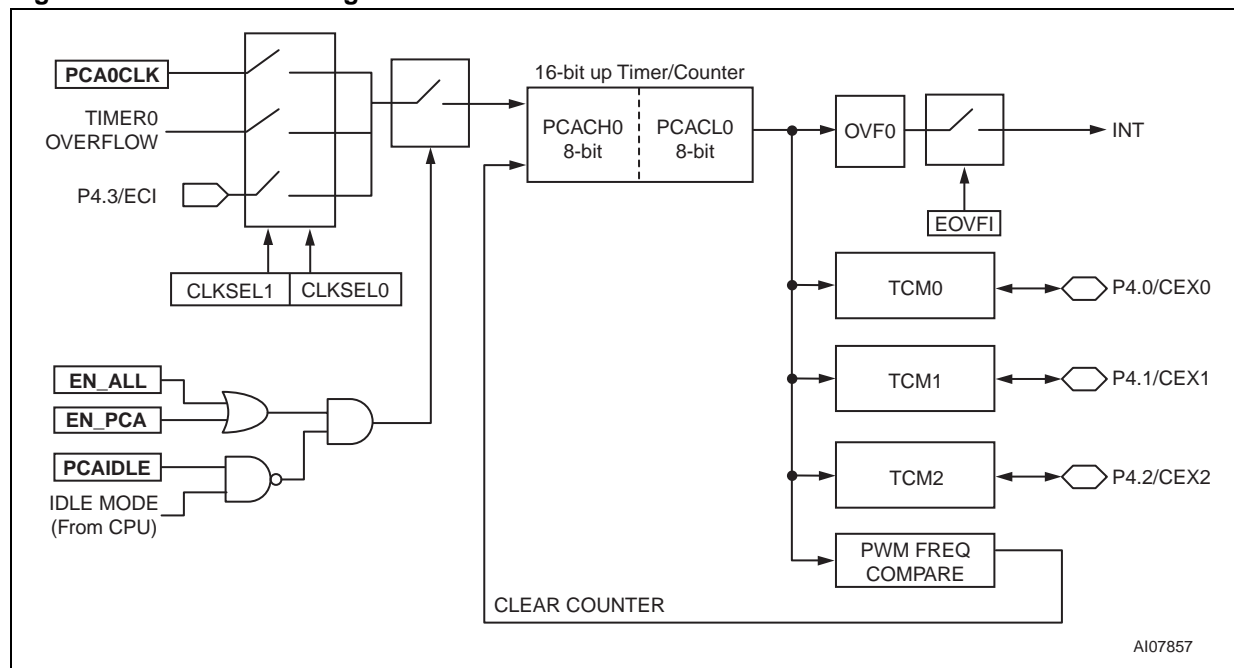 PCA0CLK
TIMER0
OVERFLOW
P4.3/ECI
CLKSEL1
CLKSEL0
EN_ALL
EN_PCA
PCAIDLE
IDLE MODE
(From CPU)
16-bit up Timer/Counter
PCACH0
8-bit
PCACL0
8-bit
OVF0
INT
EOVFI
TCM0
P4.0/CEX0
TCM1
P4.1/CEX1
TCM2
P4.2/CEX2
PWM FREQ
COMPARE
CLEAR COUNTER
AI07857